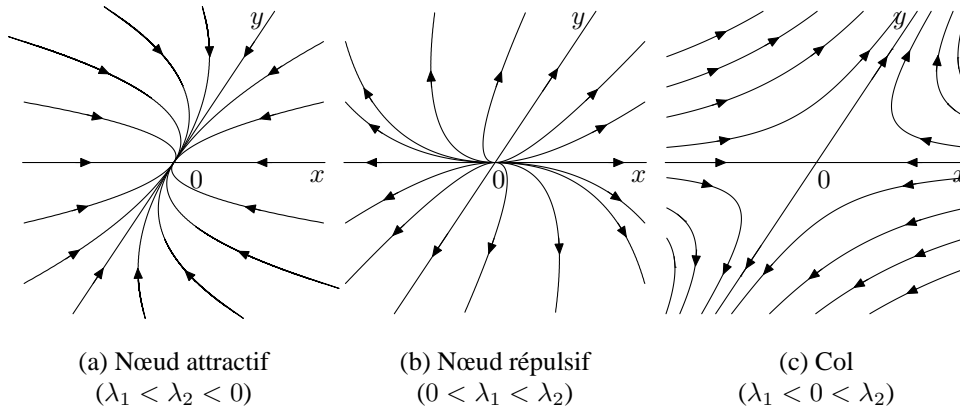 y
0
x
y
0
x
y
0
x
(a) Nœud attractif
(λ₁ < λ₂ < 0)
(b) Nœud répulsif
(0 < λ₁ < λ₂)
(c) Col
(λ₁ < 0 < λ₂)